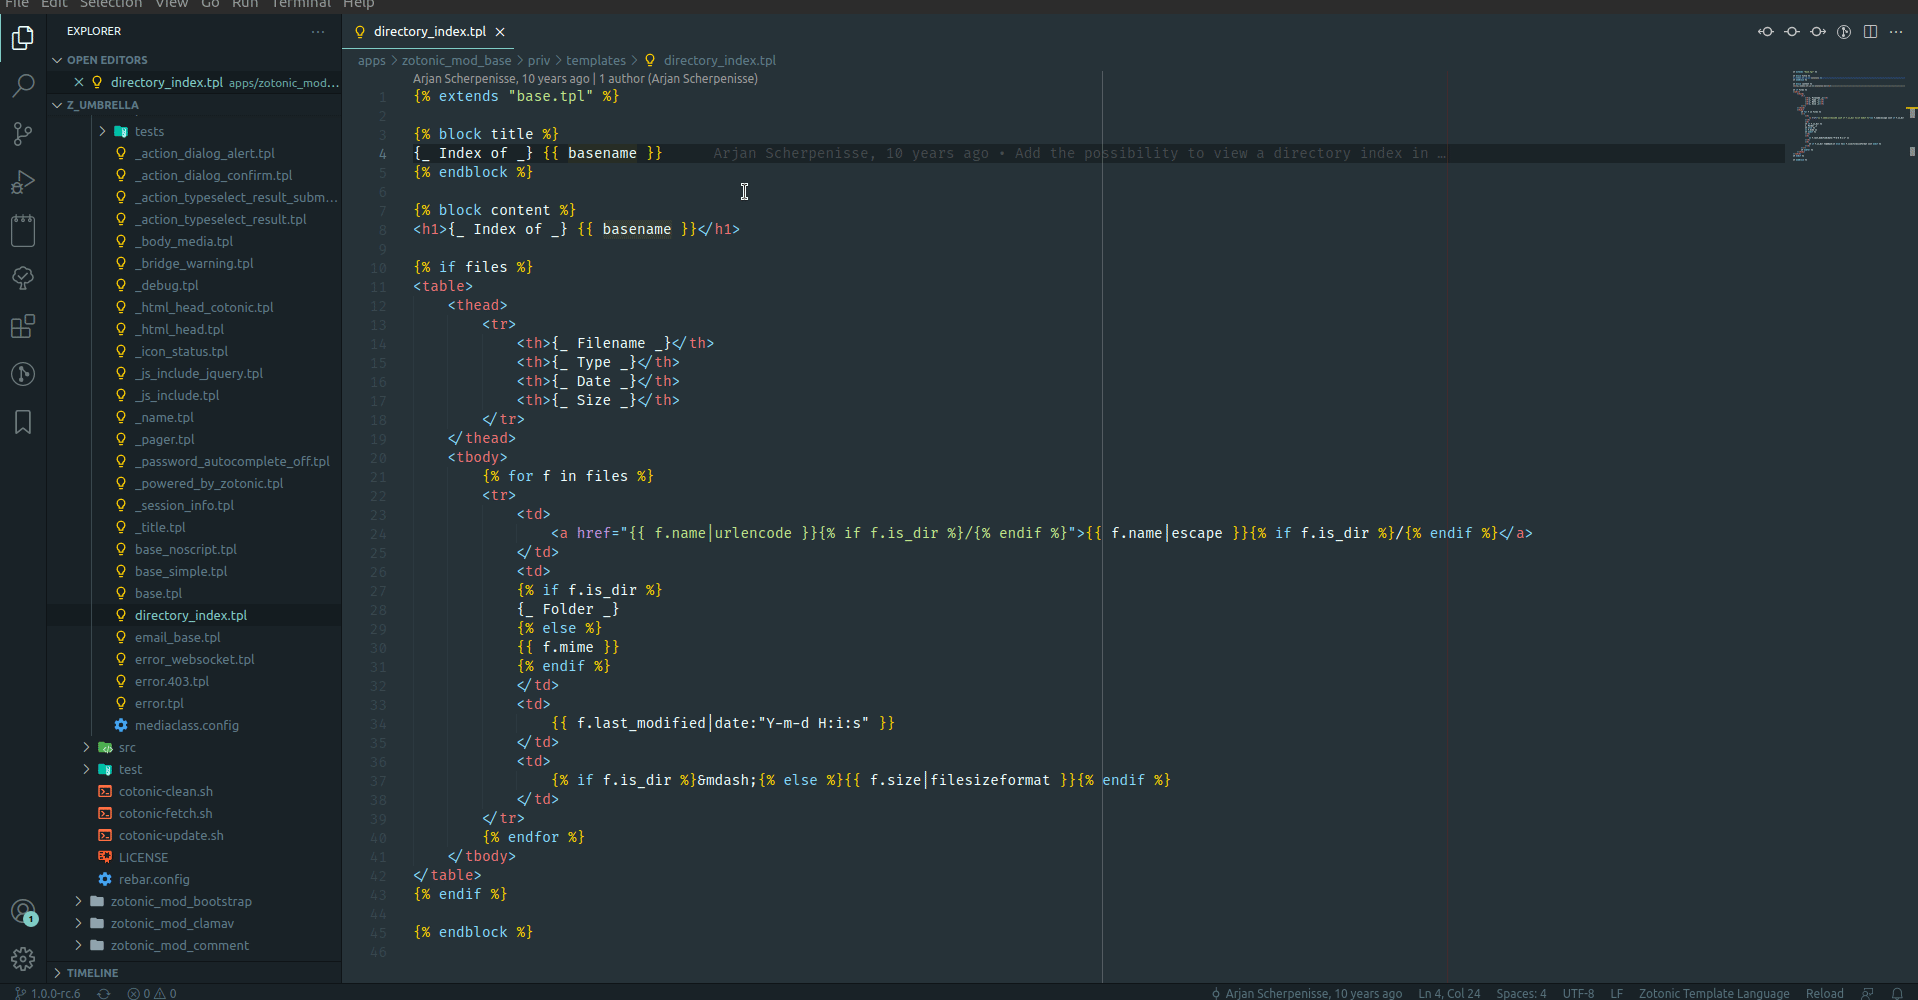 File Edit Selection View Go Run Terminal Help
EXPLORER
OPEN EDITORS
directory_index.tpl apps/zotonic_mod...
Z_UMBRELLA
tests
_action_dialog_alert.tpl
_action_dialog_confirm.tpl
_action_typeselect_result_subm...
_action_typeselect_result.tpl
_body_media.tpl
_bridge_warning.tpl
_debug.tpl
_html_head_cotonic.tpl
_html_head.tpl
_icon_status.tpl
_js_include_jquery.tpl
_js_include.tpl
_name.tpl
_pager.tpl
_password_autocomplete_off.tpl
_powered_by_zotonic.tpl
_session_info.tpl
_title.tpl
base_noscript.tpl
base_simple.tpl
base.tpl
directory_index.tpl
email_base.tpl
error_websocket.tpl
error.403.tpl
error.tpl
mediaclass.config
src
test
cotonic-clean.sh
cotonic-fetch.sh
cotonic-update.sh
LICENSE
rebar.config
zotonic_mod_bootstrap
zotonic_mod_clamav
zotonic_mod_comment
TIMELINE
1
directory_index.tpl
apps > zotonic_mod_base > priv > templates > directory_index.tpl
Arjan Scherpenisse, 10 years ago | 1 author (Arjan Scherpenisse)
1 {% extends "base.tpl" %}
2
3 {% block title %}
4 {_ Index of _} {{ basename }} Arjan Scherpenisse, 10 years ago • Add the possibility to view a directory index in …
5 {% endblock %}
6
7 {% block content %}
8 <h1>{_ Index of _} {{ basename }}</h1>
9
10 {% if files %}
11 <table>
12 <thead>
13 <tr>
14 <th>{_ Filename _}</th>
15 <th>{_ Type _}</th>
16 <th>{_ Date _}</th>
17 <th>{_ Size _}</th>
18 </tr>
19 </thead>
20 <tbody>
21 {% for f in files %}
22 <tr>
23 <td>
24 <a href="{{ f.name|urlencode }}{% if f.is_dir %}/{% endif %}">{{ f.name|escape }}{% if f.is_dir %}/{% endif %}</a>
25 </td>
26 <td>
27 {% if f.is_dir %}
28 {_ Folder _}
29 {% else %}
30 {{ f.mime }}
31 {% endif %}
32 </td>
33 <td>
34 {{ f.last_modified|date:"Y-m-d H:i:s" }}
35 </td>
36 <td>
37 {% if f.is_dir %}&mdash;{% else %}{{ f.size|filesizeformat }}{% endif %}
38 </td>
39 </tr>
40 {% endfor %}
41 </tbody>
42 </table>
43 {% endif %}
44
45 {% endblock %}
46
1.0.0-rc.6 0 0 Arjan Scherpenisse, 10 years ago Ln 4, Col 24 Spaces: 4 UTF-8 LF Zotonic Template Language Reload